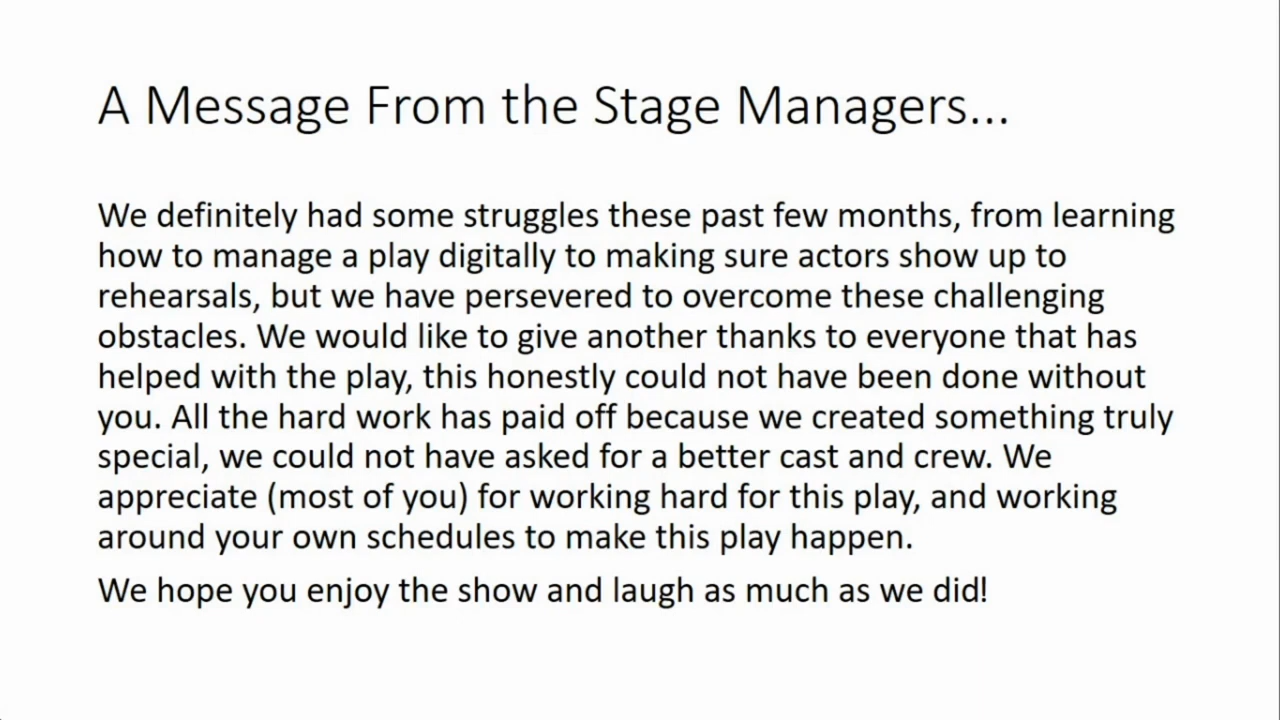 A Message From the Stage Managers...
We definitely had some struggles these past few months, from learning
how to manage a play digitally to making sure actors show up to
rehearsals, but we have persevered to overcome these challenging
obstacles. We would like to give another thanks to everyone that has
helped with the play, this honestly could not have been done without
you. All the hard work has paid off because we created something truly
special, we could not have asked for a better cast and crew. We
appreciate (most of you) for working hard for this play, and working
around your own schedules to make this play happen.
We hope you enjoy the show and laugh as much as we did!